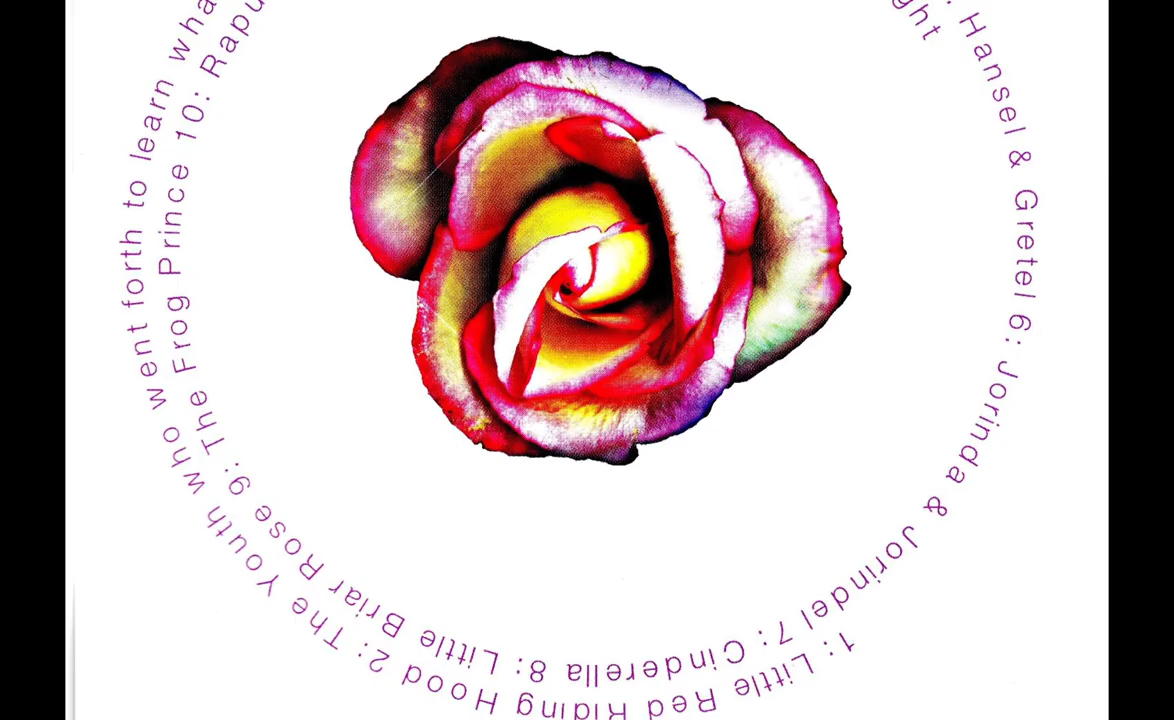 1: Little Red Riding Hood 2: The Youth who went forth to learn wha
ght
: Hansel & Gretel 6: Jorinda & Jorindel 7: Cinderella 8: Little Briar Rose 9: The Frog Prince 10: Rapu